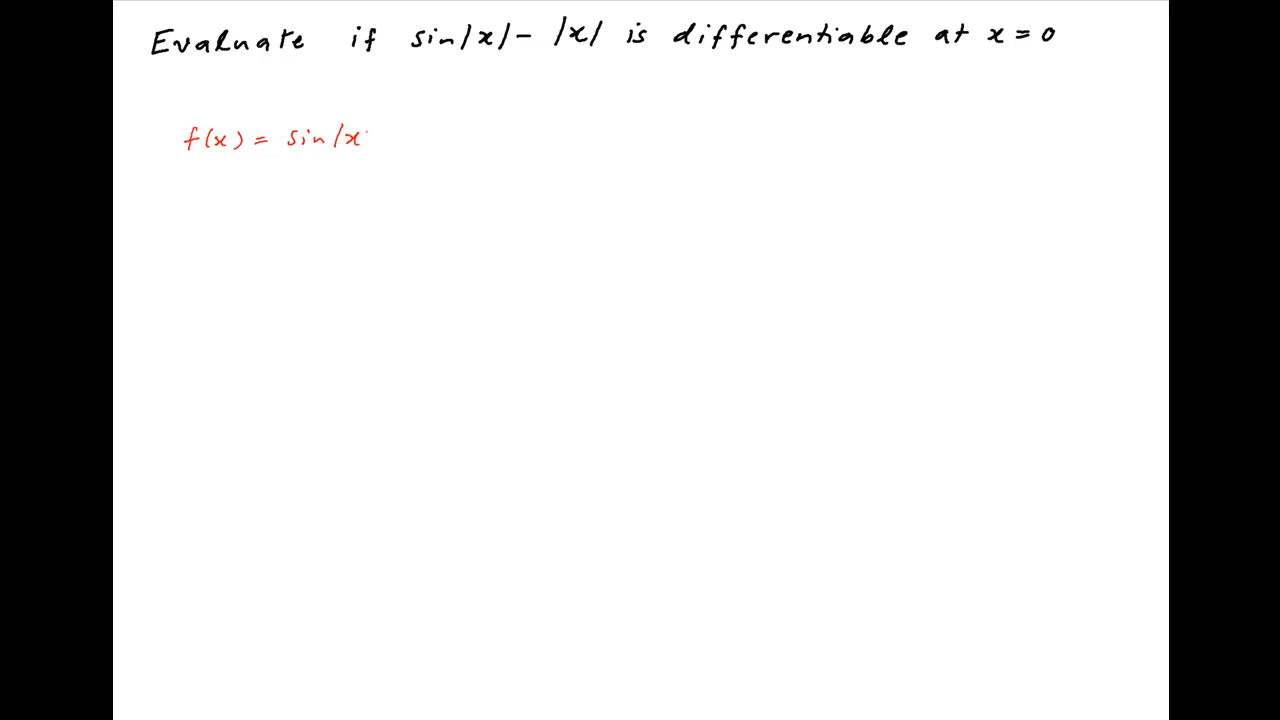 Evaluate if sin|x| - |x| is differentiable at x = 0
f(x) = sin|x